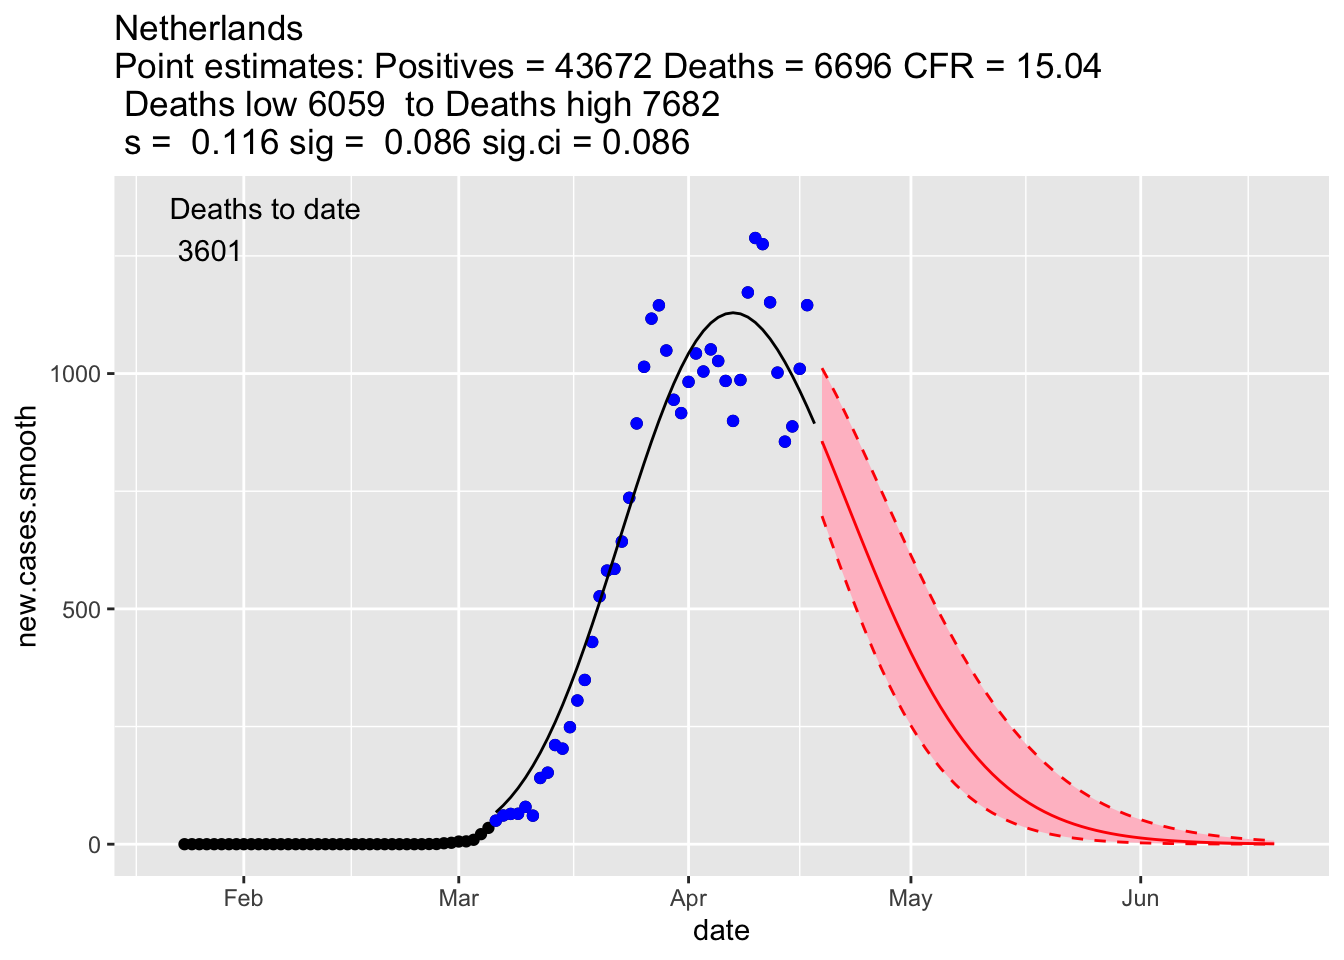 Netherlands
Point estimates: Positives = 43672 Deaths = 6696 CFR = 15.04
Deaths low 6059  to Deaths high 7682
s =  0.116 sig =  0.086 sig.ci = 0.086
Deaths to date
3601
1000
500
0
new.cases.smooth
Feb Mar Apr May Jun
date